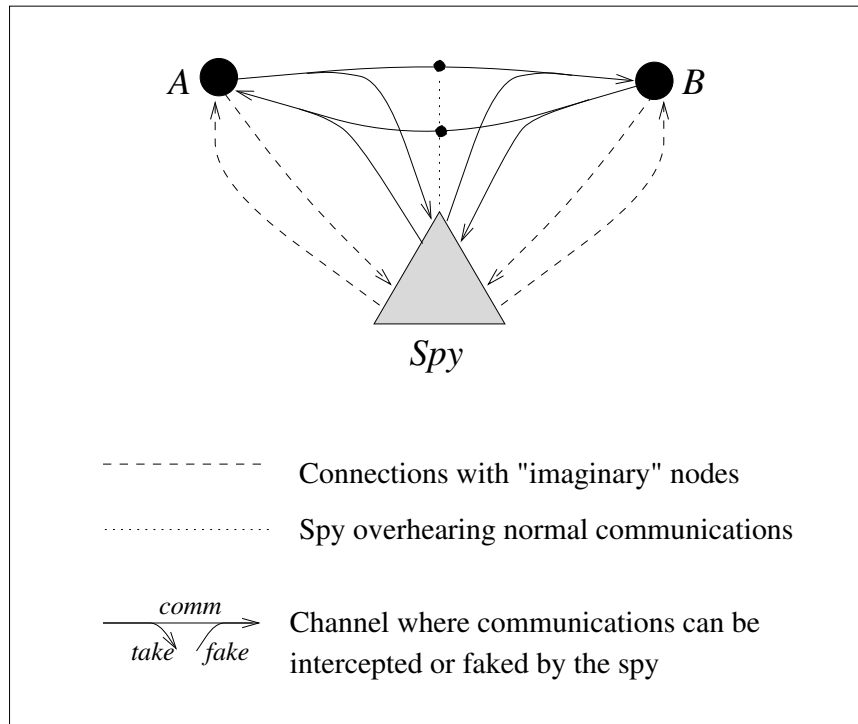 A
B
Spy
Connections with "imaginary" nodes
Spy overhearing normal communications
comm
take
fake
Channel where communications can be
intercepted or faked by the spy